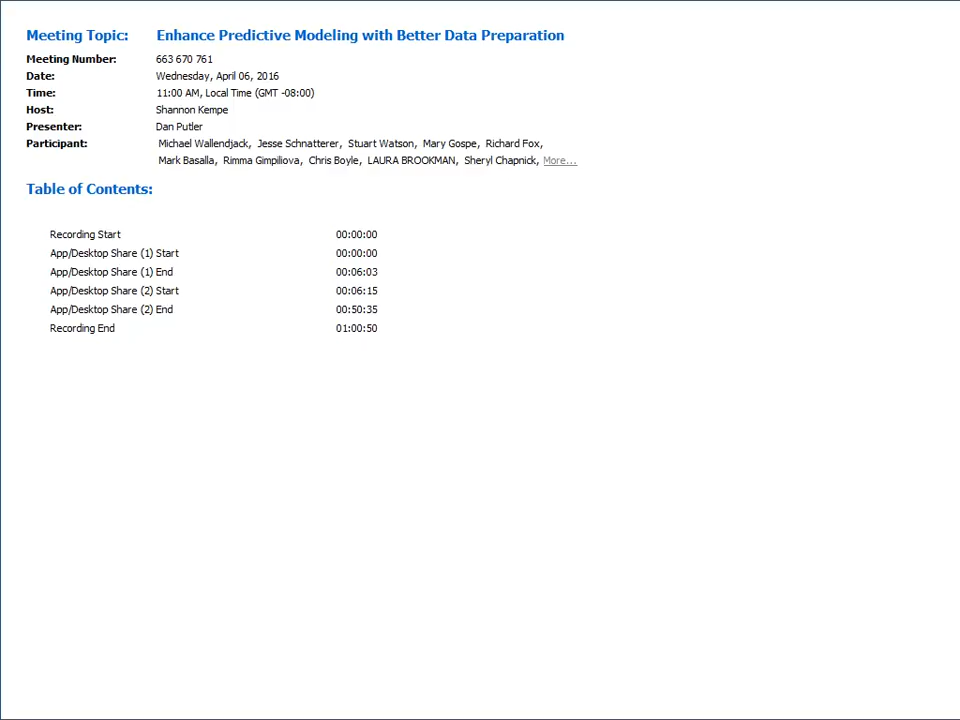 Meeting Topic: Enhance Predictive Modeling with Better Data Preparation
Meeting Number: 663 670 761
Date: Wednesday, April 06, 2016
Time: 11:00 AM, Local Time (GMT -08:00)
Host: Shannon Kempe
Presenter: Dan Putler
Participant: Michael Wallendjack, Jesse Schnatterer, Stuart Watson, Mary Gospe, Richard Fox,
Mark Basalla, Rimma Gimpiliova, Chris Boyle, LAURA BROOKMAN, Sheryl Chapnick, More...
Table of Contents:
Recording Start 00:00:00
App/Desktop Share (1) Start 00:00:00
App/Desktop Share (1) End 00:06:03
App/Desktop Share (2) Start 00:06:15
App/Desktop Share (2) End 00:50:35
Recording End 01:00:50